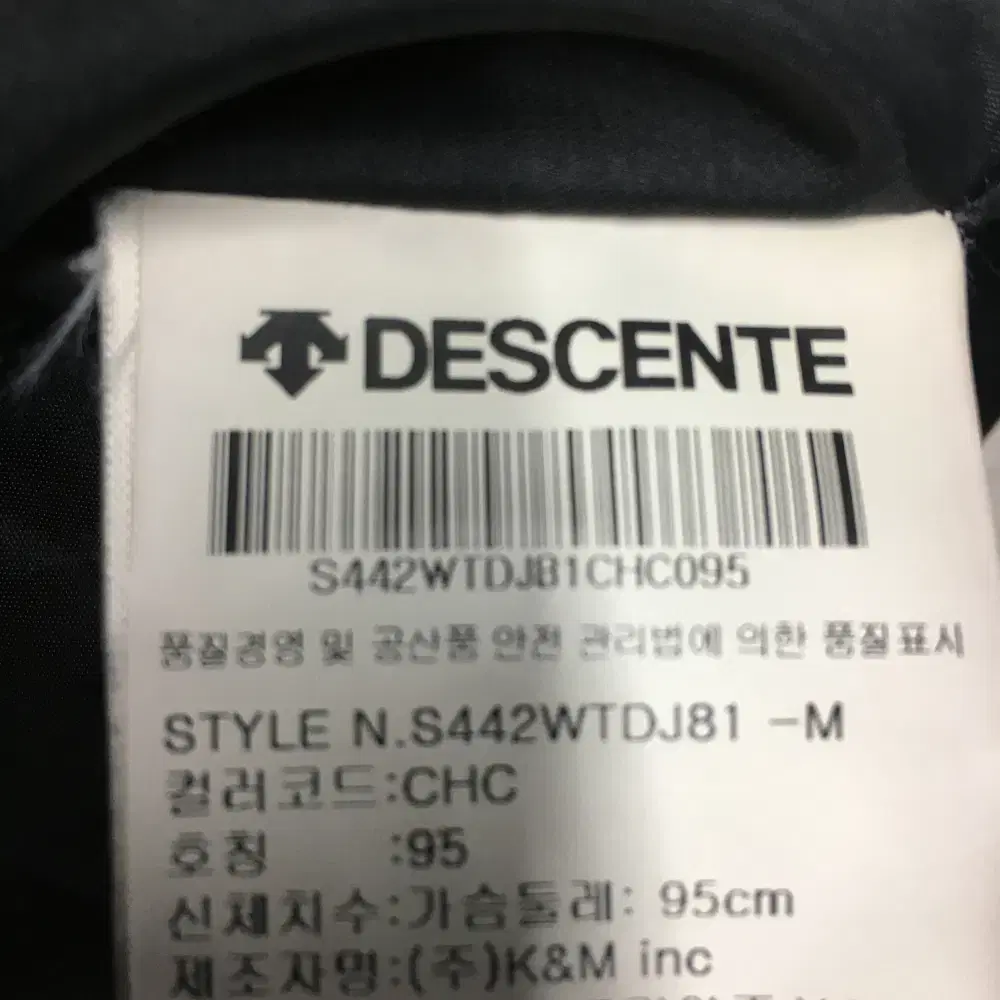 DESCENTE
S442WTDJ81CHC095
품질경영 및 공산품 안전 관리법에 의한 품질표시
STYLE N.S442WTDJ81 -M
컬러코드:CHC
호칭 :95
신체치수:가슴둘레: 95cm
제조자명:(주)K&M inc